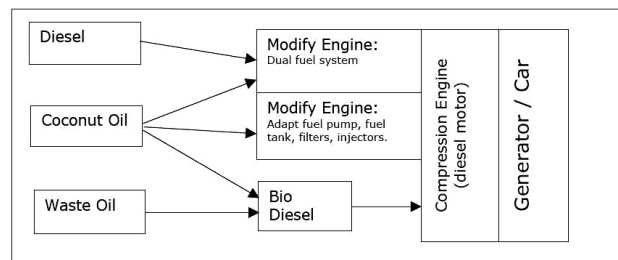 Diesel
Coconut Oil
Waste Oil
Modify Engine:
Dual fuel system
Modify Engine:
Adapt fuel pump, fuel
tank, filters, injectors.
Bio
Diesel
Compression Engine
(diesel motor)
Generator / Car